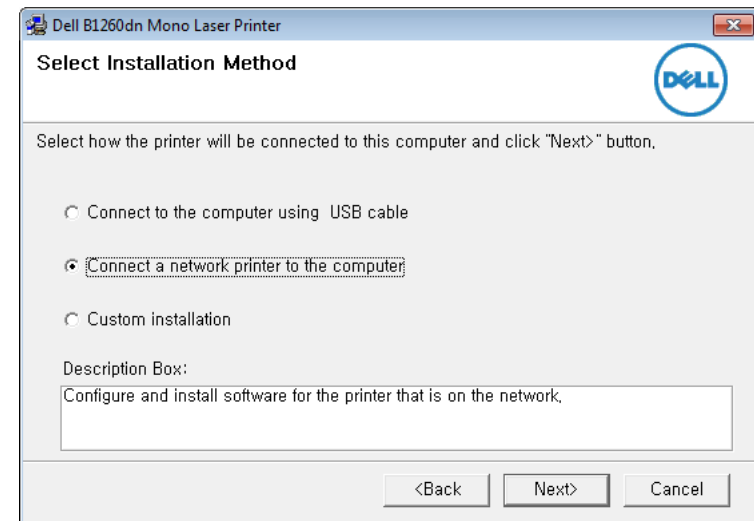 Dell B1260dn Mono Laser Printer
Select Installation Method
DELL
Select how the printer will be connected to this computer and click "Next>" button,
Connect to the computer using  USB cable
Connect a network printer to the computer
Custom installation
Description Box:
Configure and install software for the printer that is on the network,
<Back
Next>
Cancel